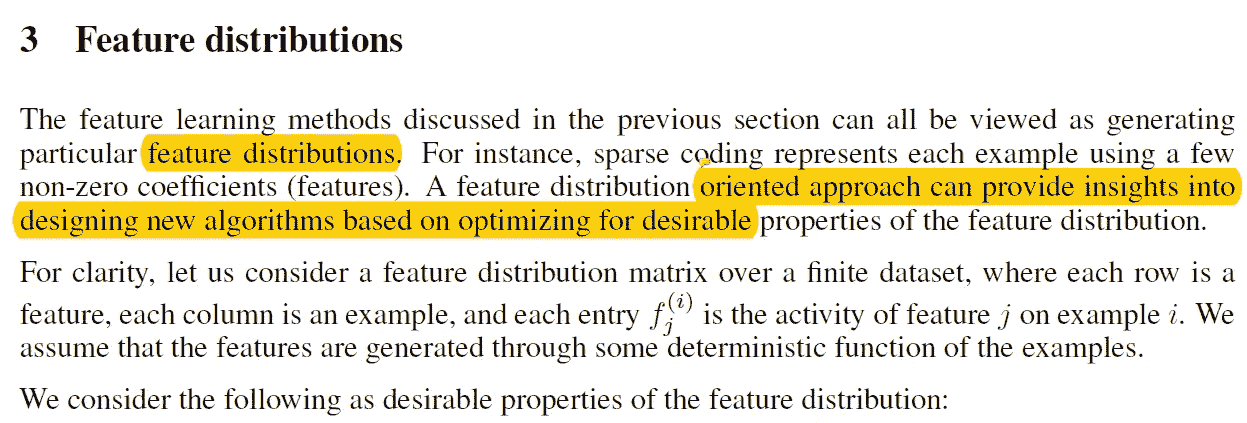 3 Feature distributions
The feature learning methods discussed in the previous section can all be viewed as generating
particular feature distributions. For instance, sparse coding represents each example using a few
non-zero coefficients (features). A feature distribution oriented approach can provide insights into
designing new algorithms based on optimizing for desirable properties of the feature distribution.
For clarity, let us consider a feature distribution matrix over a finite dataset, where each row is a
feature, each column is an example, and each entry f_j^{(i)} is the activity of feature j on example i. We
assume that the features are generated through some deterministic function of the examples.
We consider the following as desirable properties of the feature distribution: